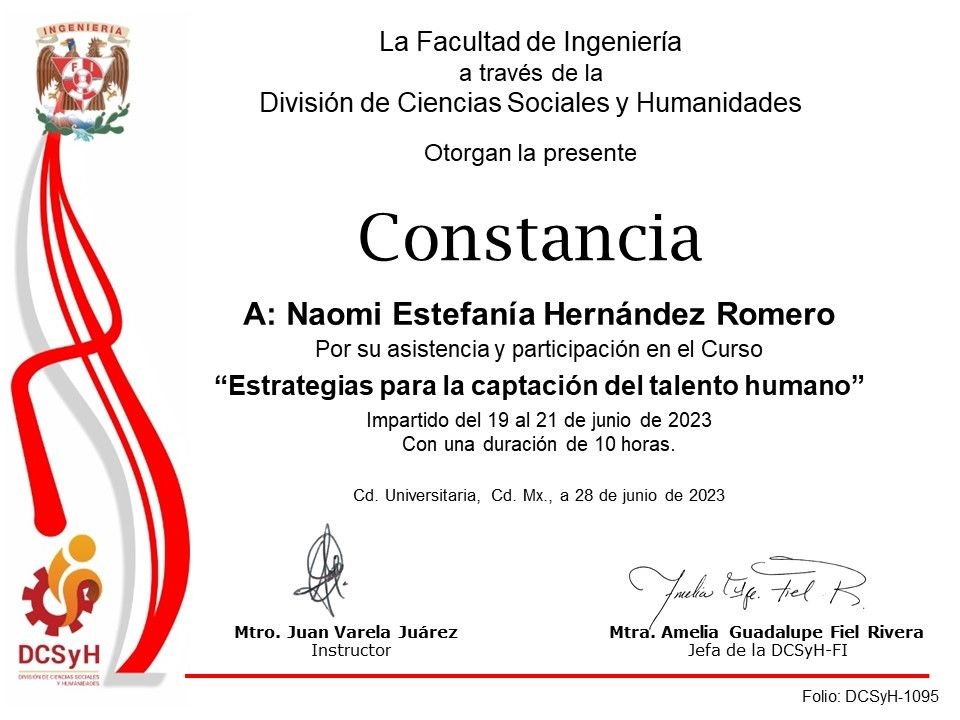 INGENIERIA
F I
La Facultad de Ingeniería
a través de la
División de Ciencias Sociales y Humanidades
Otorgan la presente
Constancia
A: Naomi Estefanía Hernández Romero
Por su asistencia y participación en el Curso
“Estrategias para la captación del talento humano”
Impartido del 19 al 21 de junio de 2023
Con una duración de 10 horas.
Cd. Universitaria, Cd. Mx., a 28 de junio de 2023
Amelia Gpe. Fiel R.
Mtro. Juan Varela Juárez
Instructor
Mtra. Amelia Guadalupe Fiel Rivera
Jefa de la DCSyH-FI
DCSyH
DIVISIÓN DE CIENCIAS SOCIALES
Y HUMANIDADES
Folio: DCSyH-1095